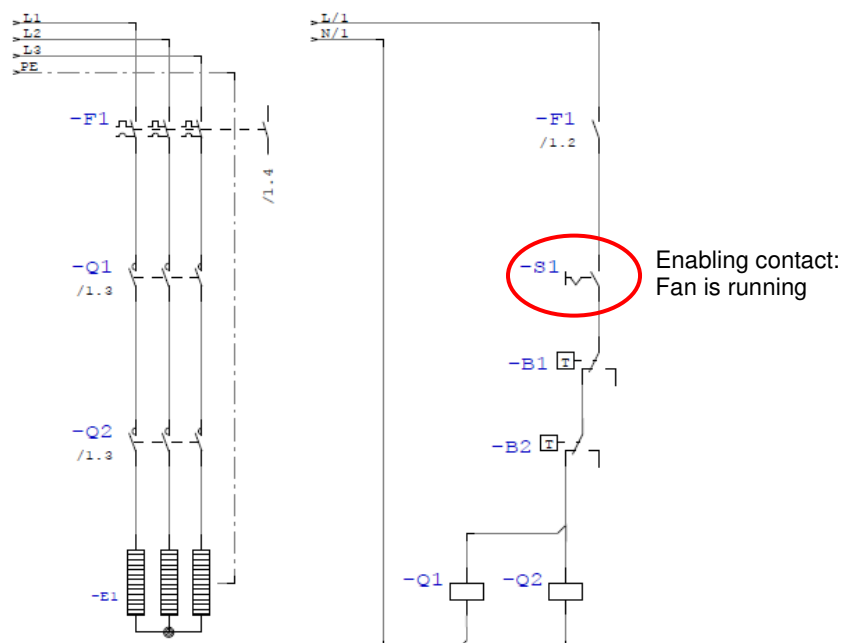 L1
L2
L3
PE
-F1
/1.4
-Q1
/1.3
-Q2
/1.3
-E1
L/1
N/1
-F1
/1.2
-S1
Enabling contact:
Fan is running
-B1
T
-B2
T
-Q1
-Q2